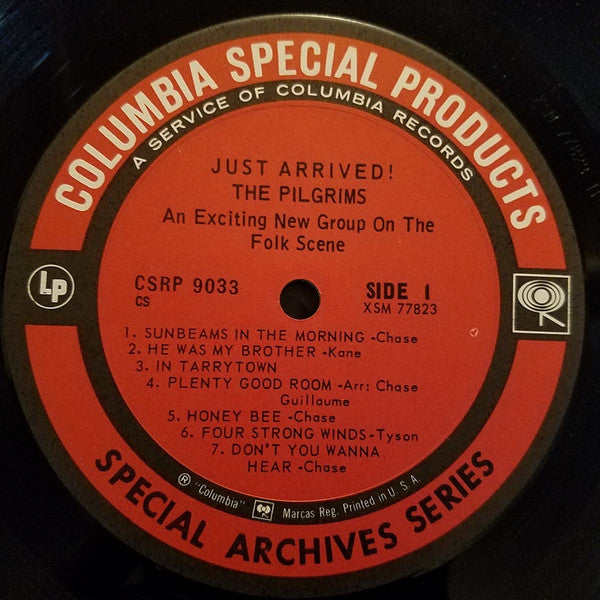 COLUMBIA SPECIAL PRODUCTS
A SERVICE OF COLUMBIA RECORDS
JUST ARRIVED!
THE PILGRIMS
An Exciting New Group On The
Folk Scene
LP
CSRP 9033
CS
SIDE 1
XSM 77823
1. SUNBEAMS IN THE MORNING -Chase
2. HE WAS MY BROTHER -Kane
3. IN TARRYTOWN
4. PLENTY GOOD ROOM -Arr: Chase
Guillaume
5. HONEY BEE -Chase
6. FOUR STRONG WINDS-Tyson
7. DON'T YOU WANNA
HEAR -Chase
® "Columbia" Marcas Reg. Printed in U. S. A.
SPECIAL ARCHIVES SERIES